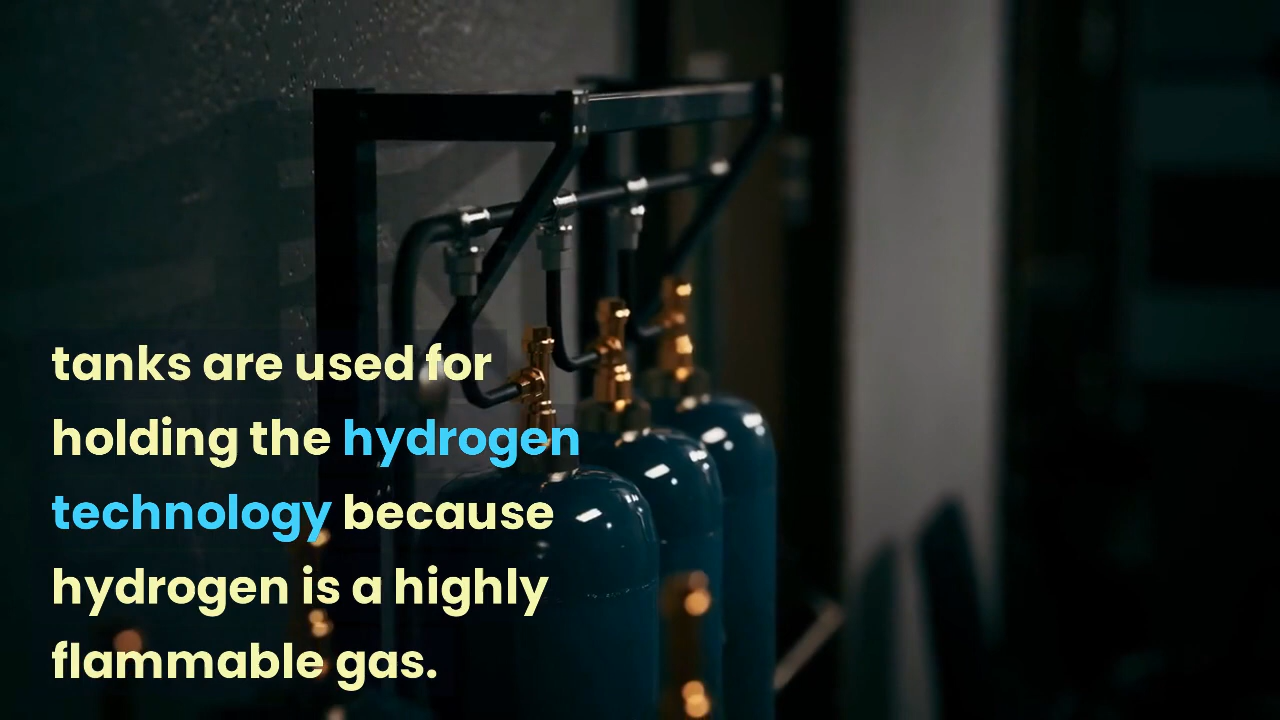 tanks are used for
holding the hydrogen
technology because
hydrogen is a highly
flammable gas.